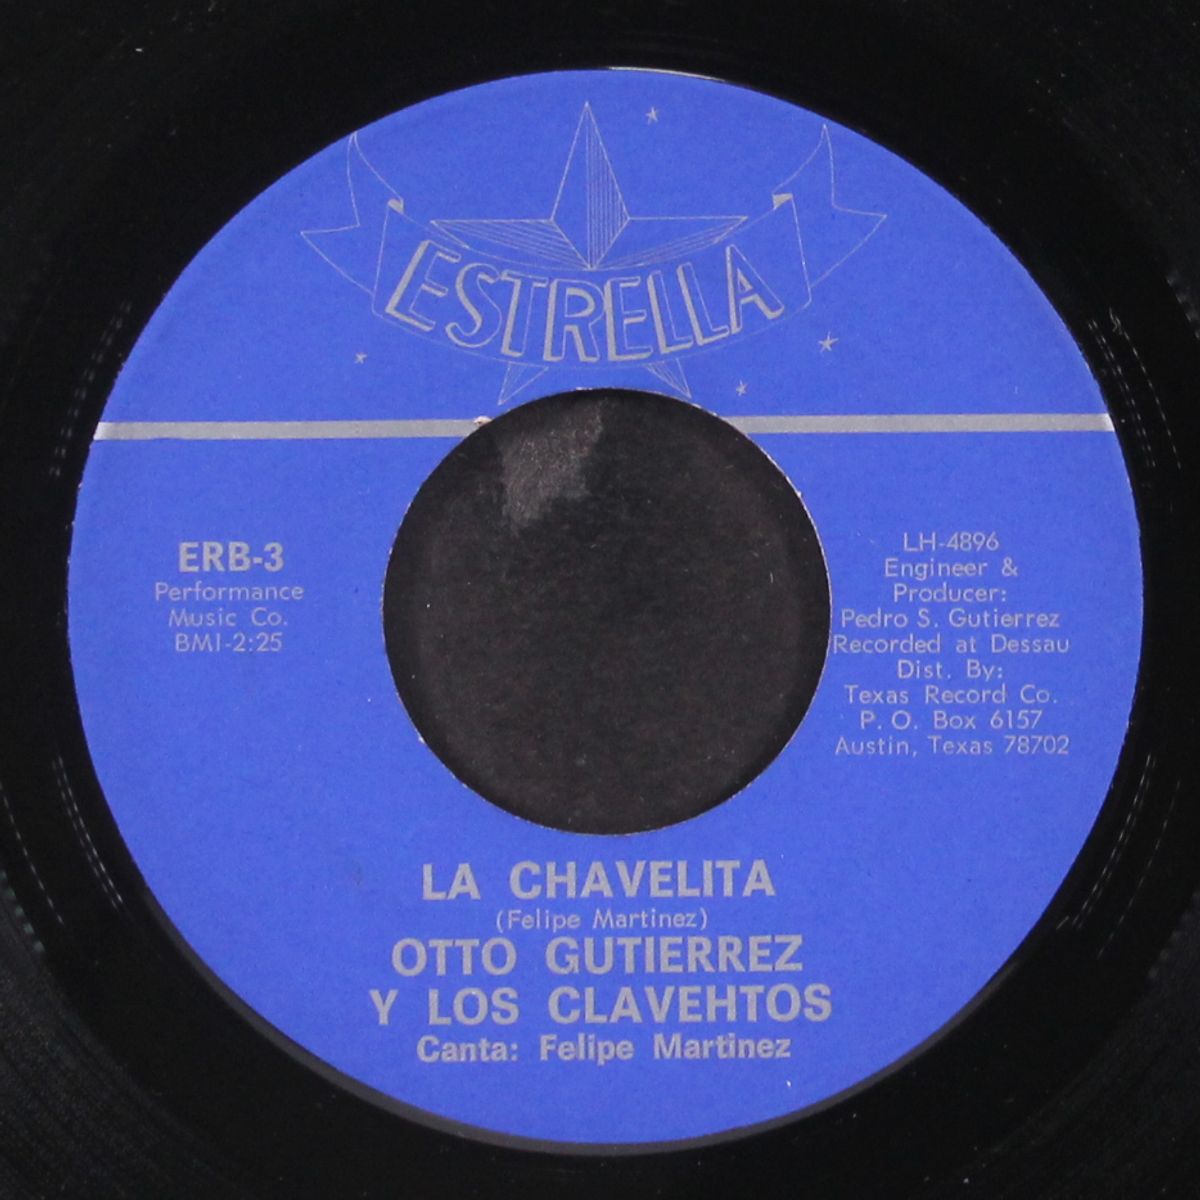 ESTRELLA
ERB-3
Performance
Music Co.
BMI-2:25
LH-4896
Engineer &
Producer:
Pedro S. Gutierrez
Recorded at Dessau
Dist. By:
Texas Record Co.
P. O. Box 6157
Austin, Texas 78702
LA CHAVELITA
(Felipe Martinez)
OTTO GUTIERREZ
Y LOS CLAVEHTOS
Canta: Felipe Martinez